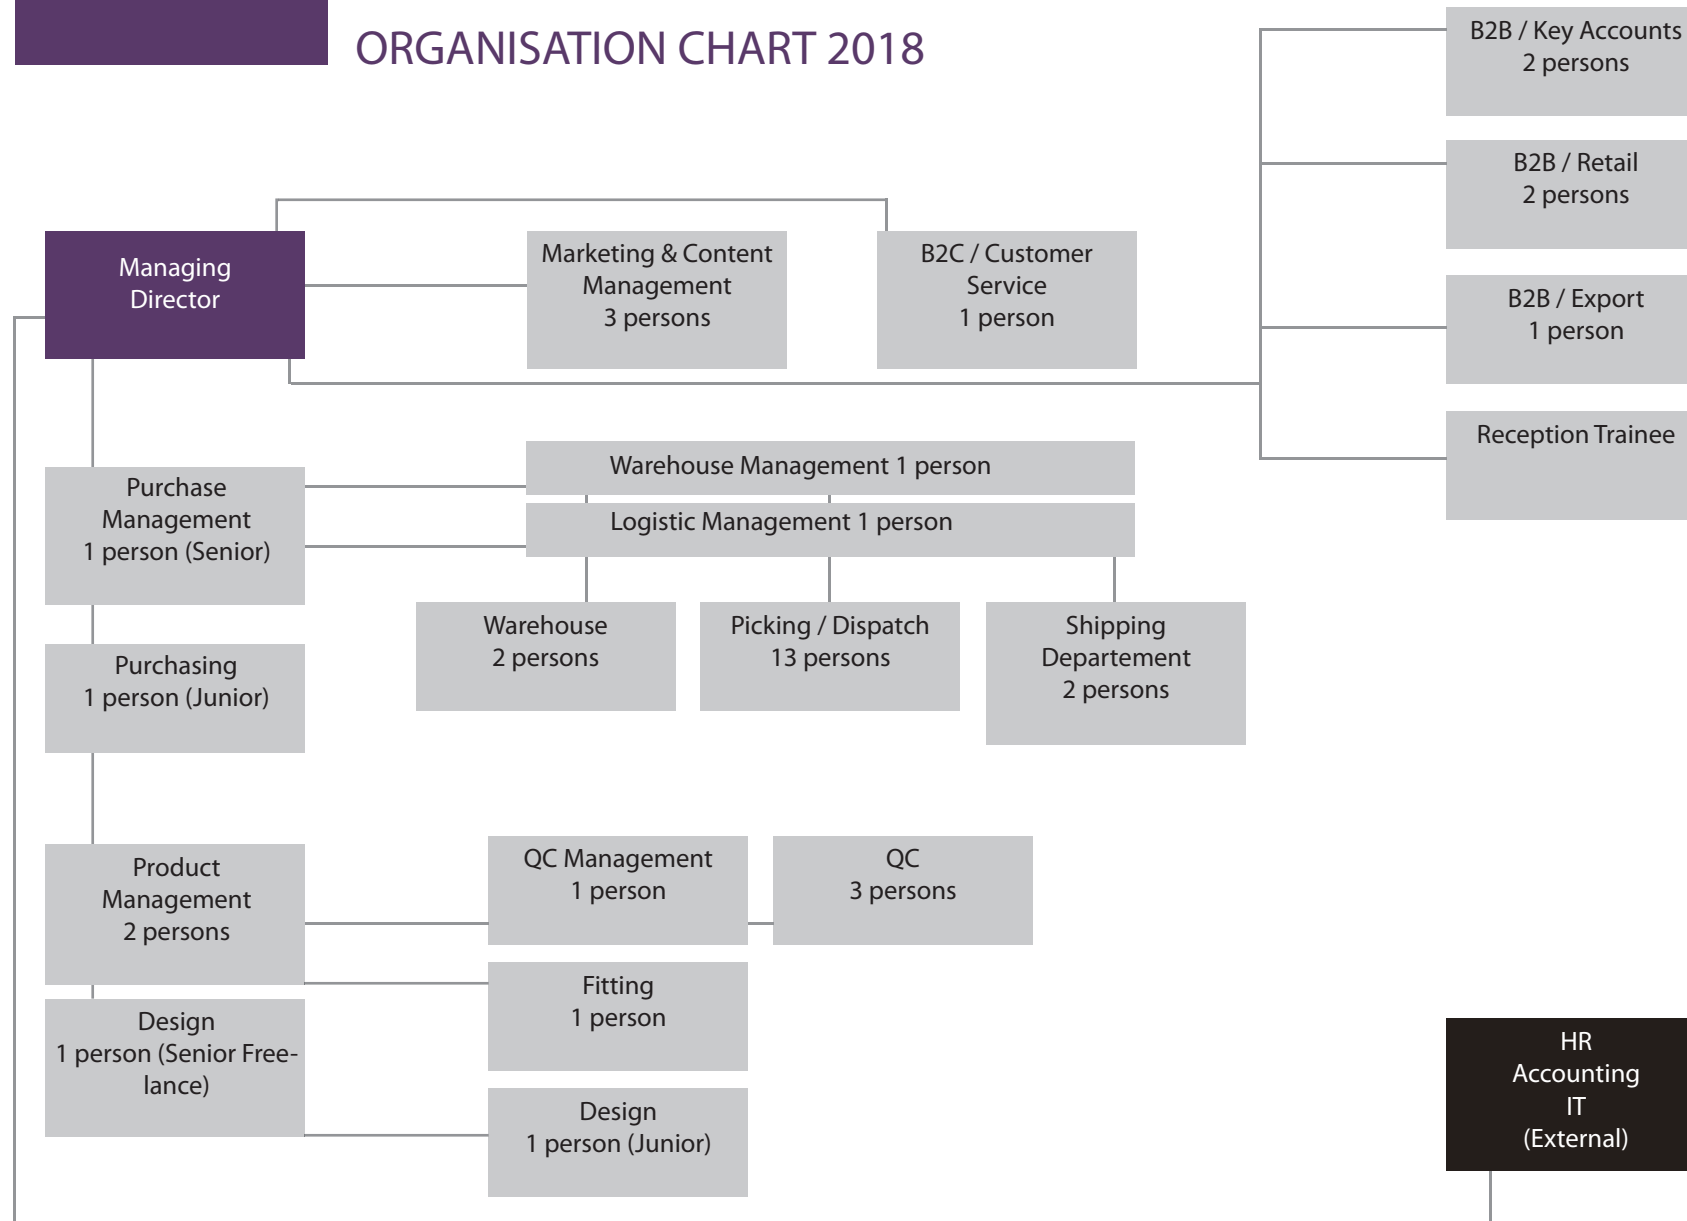 ORGANISATION CHART 2018
B2B / Key Accounts
2 persons
B2B / Retail
2 persons
Managing
Director
Marketing & Content
Management
3 persons
B2C / Customer
Service
1 person
B2B / Export
1 person
Reception Trainee
Purchase
Management
1 person (Senior)
Warehouse Management 1 person
Logistic Management 1 person
Warehouse
2 persons
Picking / Dispatch
13 persons
Shipping
Departement
2 persons
Purchasing
1 person (Junior)
Product
Management
2 persons
QC Management
1 person
QC
3 persons
Fitting
1 person
Design
1 person (Senior Free-
lance)
Design
1 person (Junior)
HR
Accounting
IT
(External)